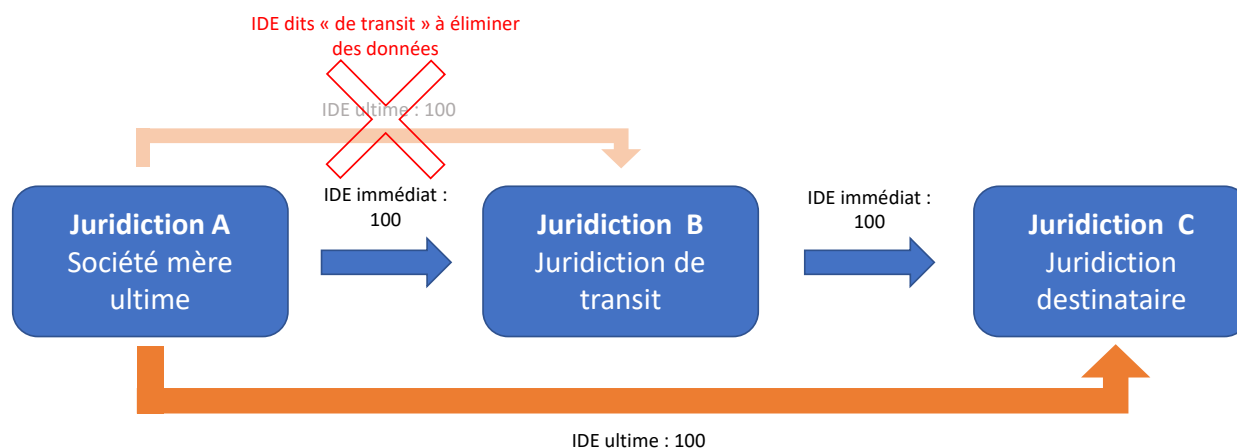 IDE dits « de transit » à éliminer
des données
IDE ultime : 100
IDE immédiat :
100
IDE immédiat :
100
Juridiction A
Société mère
ultime
Juridiction B
Juridiction de
transit
Juridiction C
Juridiction
destinataire
IDE ultime : 100